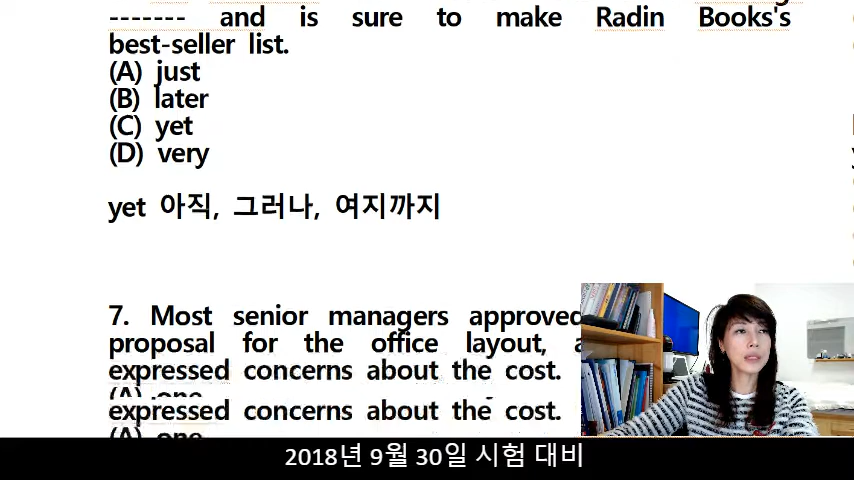 ------- and is sure to make Radin Books's
best-seller list.
(A) just
(B) later
(C) yet
(D) very
yet 아직, 그러나, 여지까지
7. Most senior managers approved
proposal for the office layout,
expressed concerns about the cost.
(A) one
expressed concerns about the cost.
(A) one
2018년 9월 30일 시험 대비